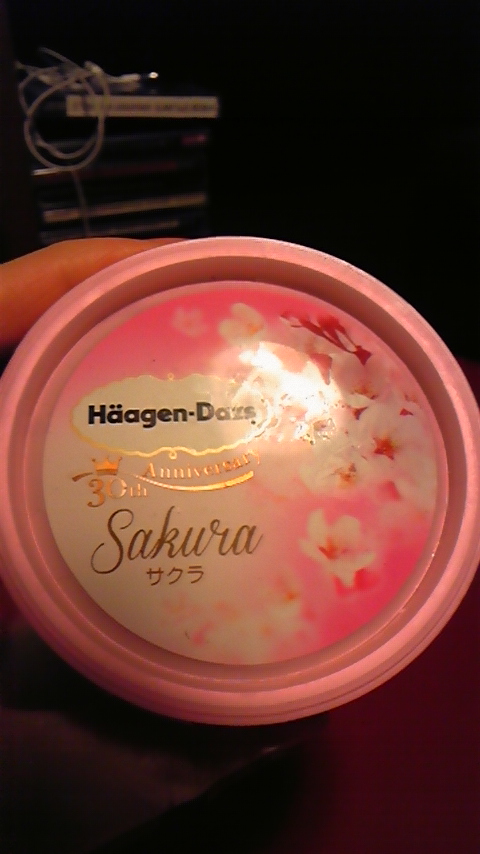 Häagen-Dazs
30th Anniversary
Sakura
サクラ